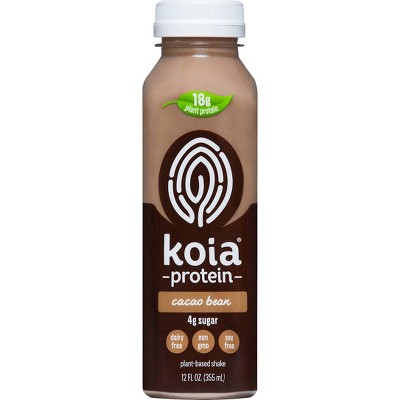 18g
plant protein
koia®
-protein-
cacao bean
4g sugar
dairy free
non gmo
soy free
plant-based shake
12 FL OZ. (355 mL)